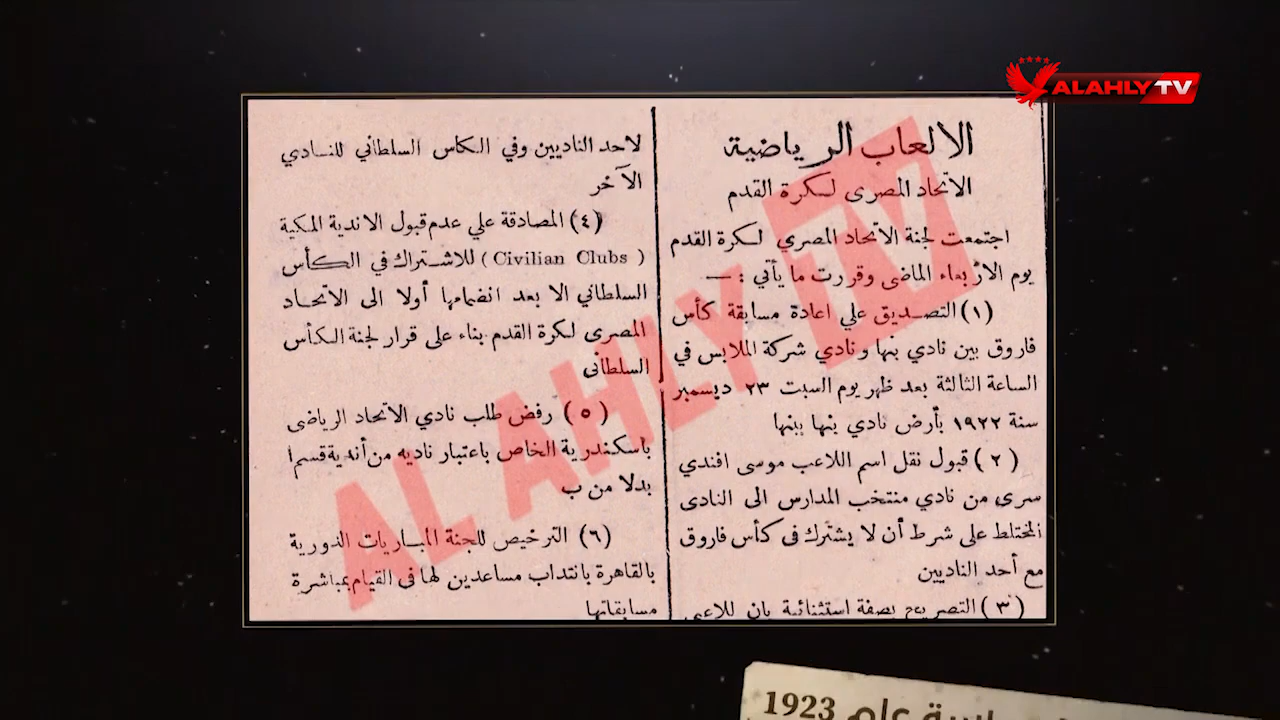 ALAHLY TV
الالعاب الرياضية
الاتحاد المصرى لكرة القدم
اجتمعت لجنة الاتحاد المصري لكرة القدم
يوم الاربعاء الماضى وقررت ما يأتي : —
(١) التصديق علي اعادة مسابقة كأس
فاروق بين نادي بنها ونادي شركة الملابس في
الساعة الثالثة بعد ظهر يوم السبت ٢٣ ديسمبر
سنة ١٩٢٢ بأرض نادي بنها ببنها
(٢) قبول نقل اسم اللاعب موسى افندي
سرى من نادي منتخب المدارس الى النادى
المختلط على شرط أن لا يشترك فى كأس فاروق
مع أحد الناديين
(٣) التصريح بصفة استثنائية بان للاعبي
لاحد الناديين وفي الكاس السلطاني للنادي
الآخر
(٤) المصادقة علي عدم قبول الاندية الملكية
(Civilian Clubs) للاشتراك في الكأس
السلطاني الا بعد انضمامها أولا الى الاتحاد
المصرى لكرة القدم بناء على قرار لجنة الكأس
السلطانى
(٥) رفض طلب نادي الاتحاد الرياضى
باسكندرية الخاص باعتبار ناديه من أندية قسم ا
بدلا من ب
(٦) الترخيص للجنة المباريات الدورية
بالقاهرة بانتداب مساعدين لها فى القيام بمباشرة
مسابقاتها
AL AHLY TV
عام 1923